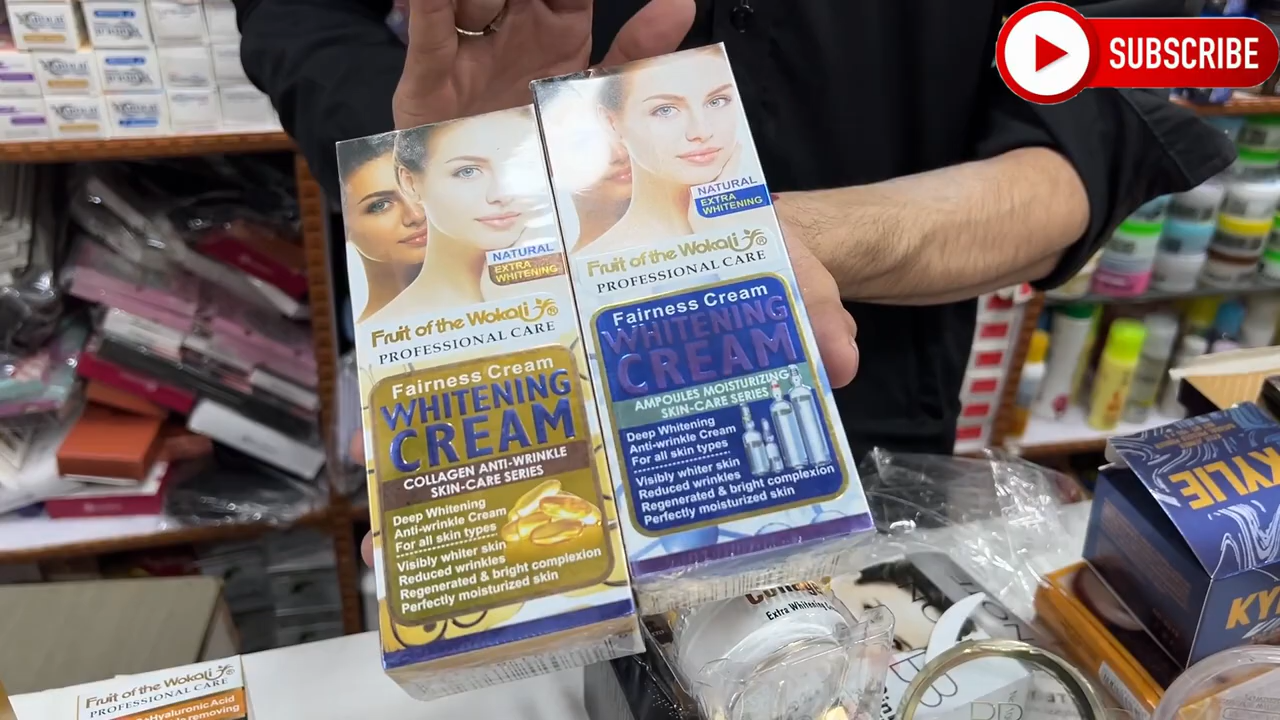 SUBSCRIBE
NATURAL
EXTRA
WHITENING
Fruit of the Wokali®
PROFESSIONAL CARE
Fairness Cream
WHITENING
CREAM
COLLAGEN ANTI-WRINKLE
SKIN-CARE SERIES
Deep Whitening
Anti-wrinkle Cream
For all skin types
Visibly whiter skin
Reduced wrinkles
Regenerated & bright complexion
Perfectly moisturized skin
NATURAL
EXTRA
WHITENING
Fruit of the Wokali®
PROFESSIONAL CARE
Fairness Cream
WHITENING
CREAM
AMPOULES MOISTURIZING
SKIN-CARE SERIES
Deep Whitening
Anti-wrinkle Cream
For all skin types
Visibly whiter skin
Reduced wrinkles
Regenerated & bright complexion
Perfectly moisturized skin
KYLIE
Extra Whitening
Fruit of the Wokali®
PROFESSIONAL CARE
Hyaluronic Acid
removing